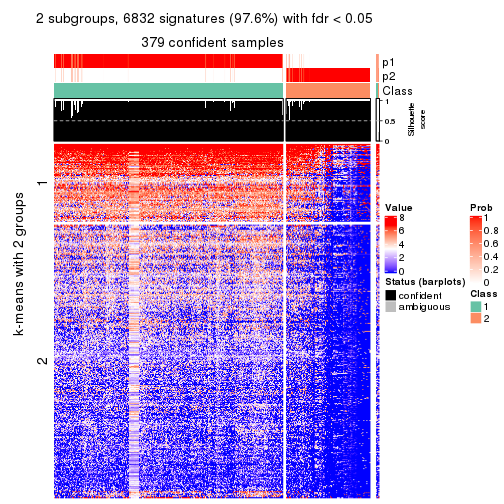 2 subgroups, 6832 signatures (97.6%) with fdr < 0.05
379 confident samples
p1
p2
Class
1
0.5
0
Silhouette
score
k-means with 2 groups
1
2
Value
8
6
4
2
0
Status (barplots)
confident
ambiguous
Prob
1
0.8
0.6
0.4
0.2
0
Class
1
2